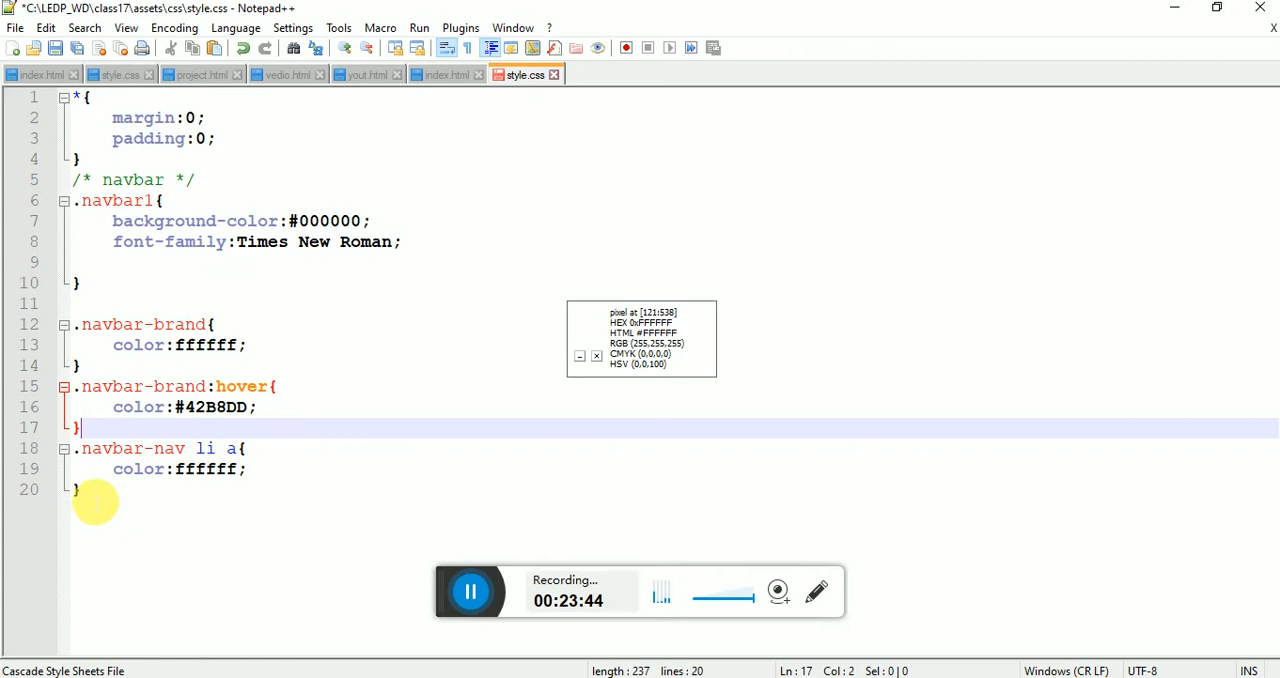 *C:\LEDP_WD\class17\assets\css\style.css - Notepad++
File Edit Search View Encoding Language Settings Tools Macro Run Plugins Window ? X
index.html style.css project.html vedio.html yout.html index.html style.css
1 *{
2 margin:0;
3 padding:0;
4 }
5 /* navbar */
6 .navbar1{
7 background-color:#000000;
8 font-family:Times New Roman;
9
10 }
11
12 .navbar-brand{
13 color:ffffff;
14 }
15 .navbar-brand:hover{
16 color:#42B8DD;
17 }
18 .navbar-nav li a{
19 color:ffffff;
20 }
pixel at [121:538]
HEX 0xFFFFFF
HTML #FFFFFF
RGB (255,255,255)
CMYK (0,0,0,0)
HSV (0,0,100)
Recording...
00:23:44
Cascade Style Sheets File length : 237 lines : 20 Ln : 17 Col : 2 Sel : 0 | 0 Windows (CR LF) UTF-8 INS